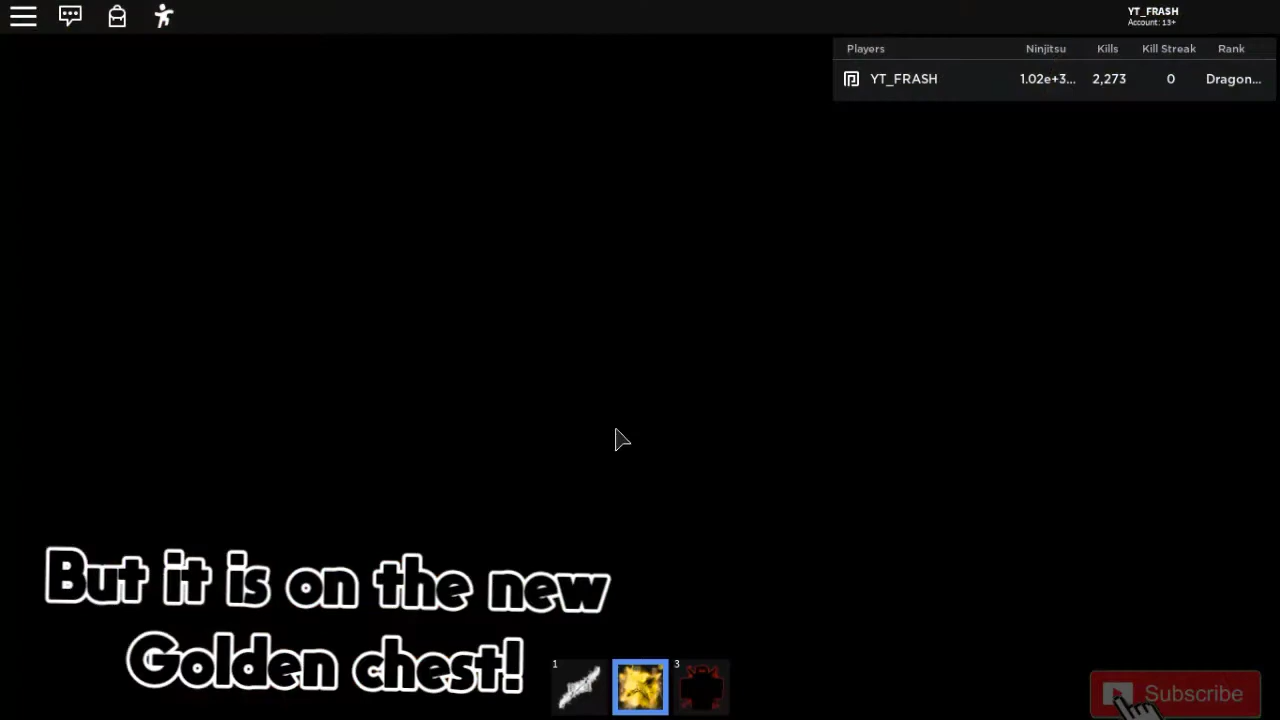 YT_FRASH
Account: 13+
Players Ninjitsu Kills Kill Streak Rank
YT_FRASH 1.02e+3... 2,273 0 Dragon...
But it is on the new
Golden chest!
1
3
Subscribe